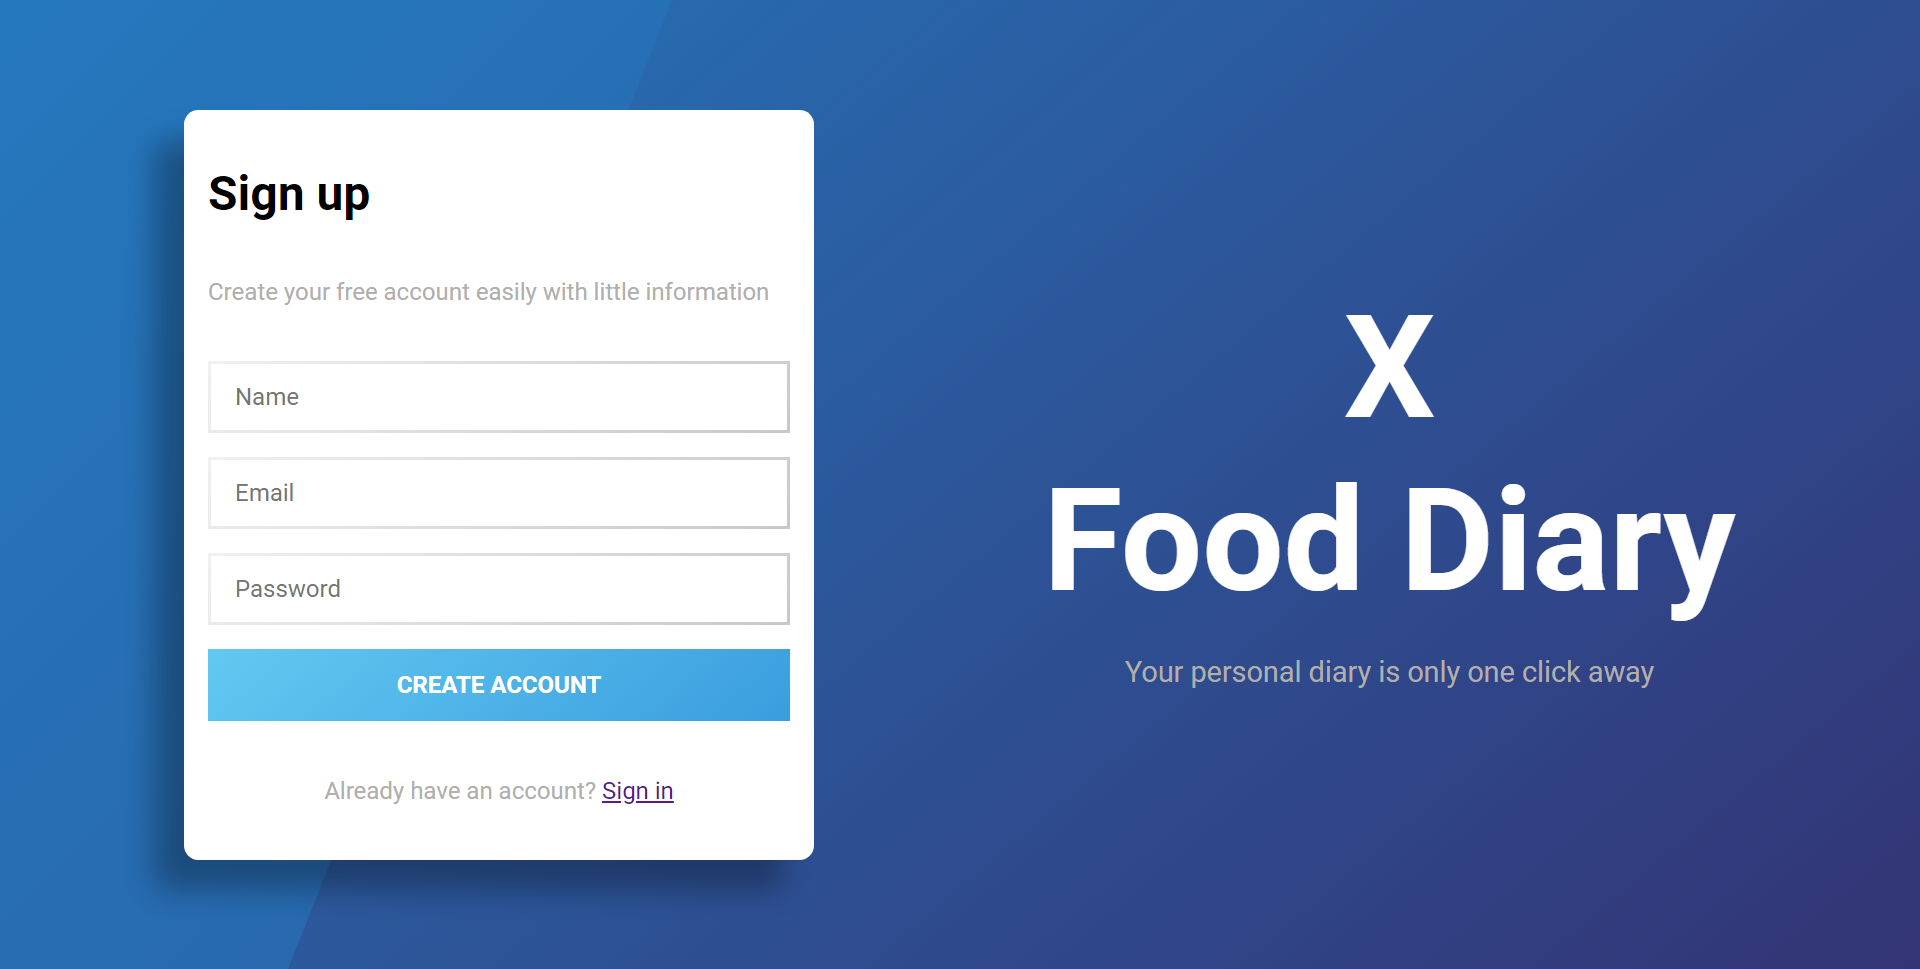 Sign up
Create your free account easily with little information
Name
Email
Password
CREATE ACCOUNT
Already have an account? Sign in
X
Food Diary
Your personal diary is only one click away